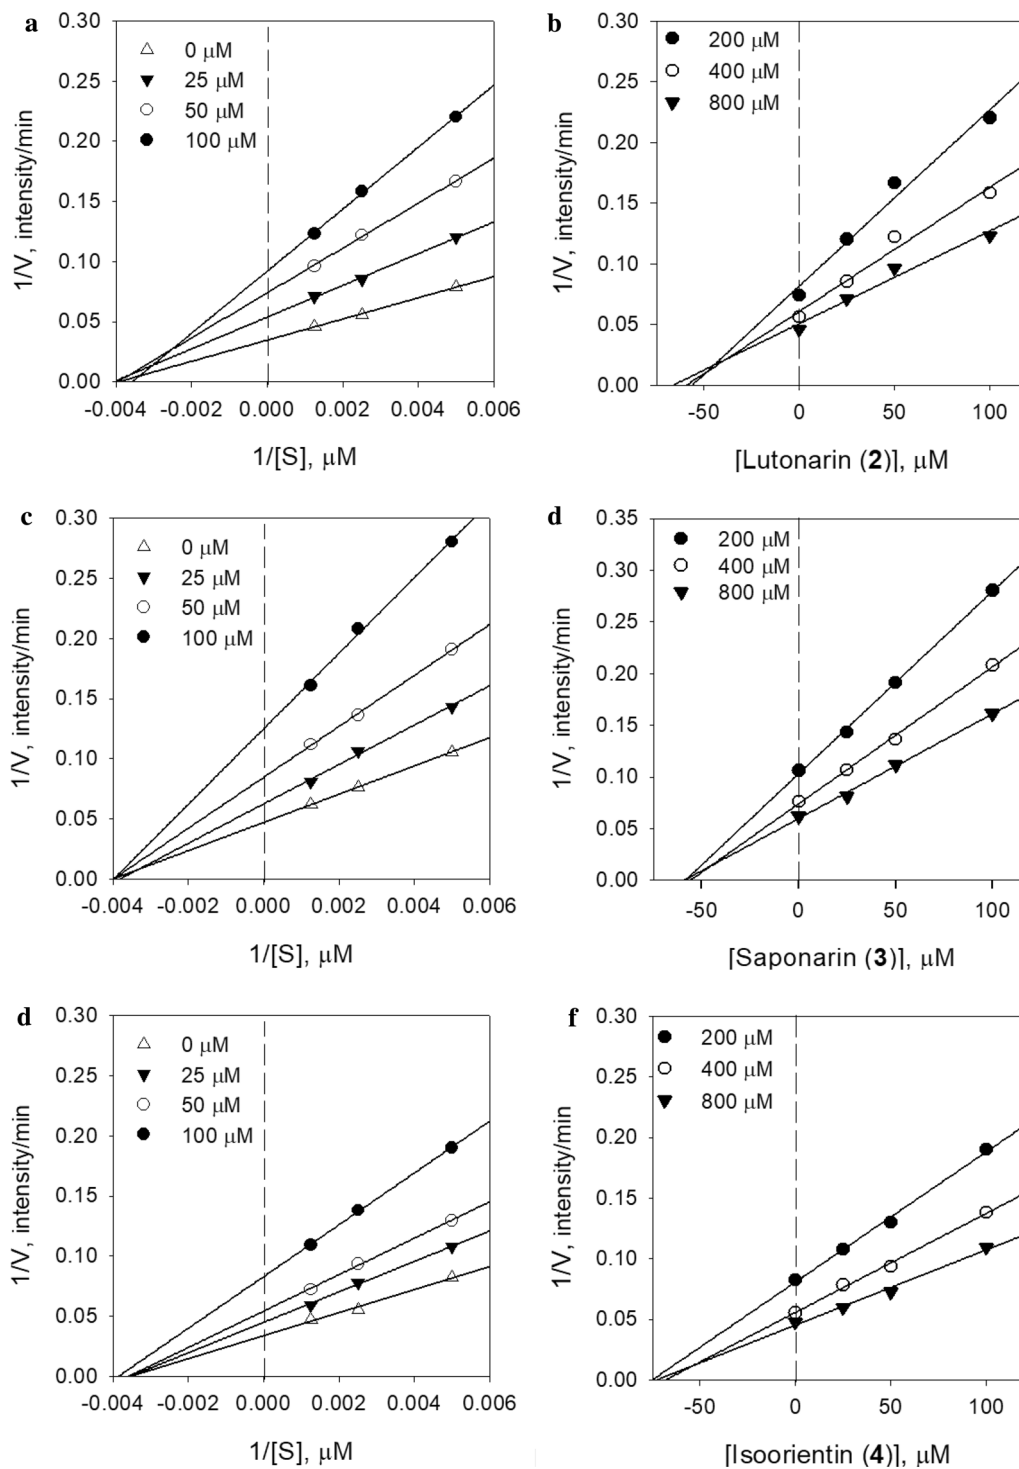 a
0.30
0.25
0.20
0.15
0.10
0.05
0.00
1/V, intensity/min
0 μM
25 μM
50 μM
100 μM
-0.004 -0.002 0.000 0.002 0.004 0.006
1/[S], μM
b
0.30
0.25
0.20
0.15
0.10
0.05
0.00
1/V, intensity/min
200 μM
400 μM
800 μM
-50 0 50 100
[Lutonarin (2)], μM
c
0.30
0.25
0.20
0.15
0.10
0.05
0.00
1/V, intensity/min
0 μM
25 μM
50 μM
100 μM
-0.004 -0.002 0.000 0.002 0.004 0.006
1/[S], μM
d
0.35
0.30
0.25
0.20
0.15
0.10
0.05
0.00
1/V, intensity/min
200 μM
400 μM
800 μM
-50 0 50 100
[Saponarin (3)], μM
d
0.30
0.25
0.20
0.15
0.10
0.05
0.00
1/V, intensity/min
0 μM
25 μM
50 μM
100 μM
-0.004 -0.002 0.000 0.002 0.004 0.006
1/[S], μM
f
0.30
0.25
0.20
0.15
0.10
0.05
0.00
1/V, intensity/min
200 μM
400 μM
800 μM
-50 0 50 100
[Isoorientin (4)], μM